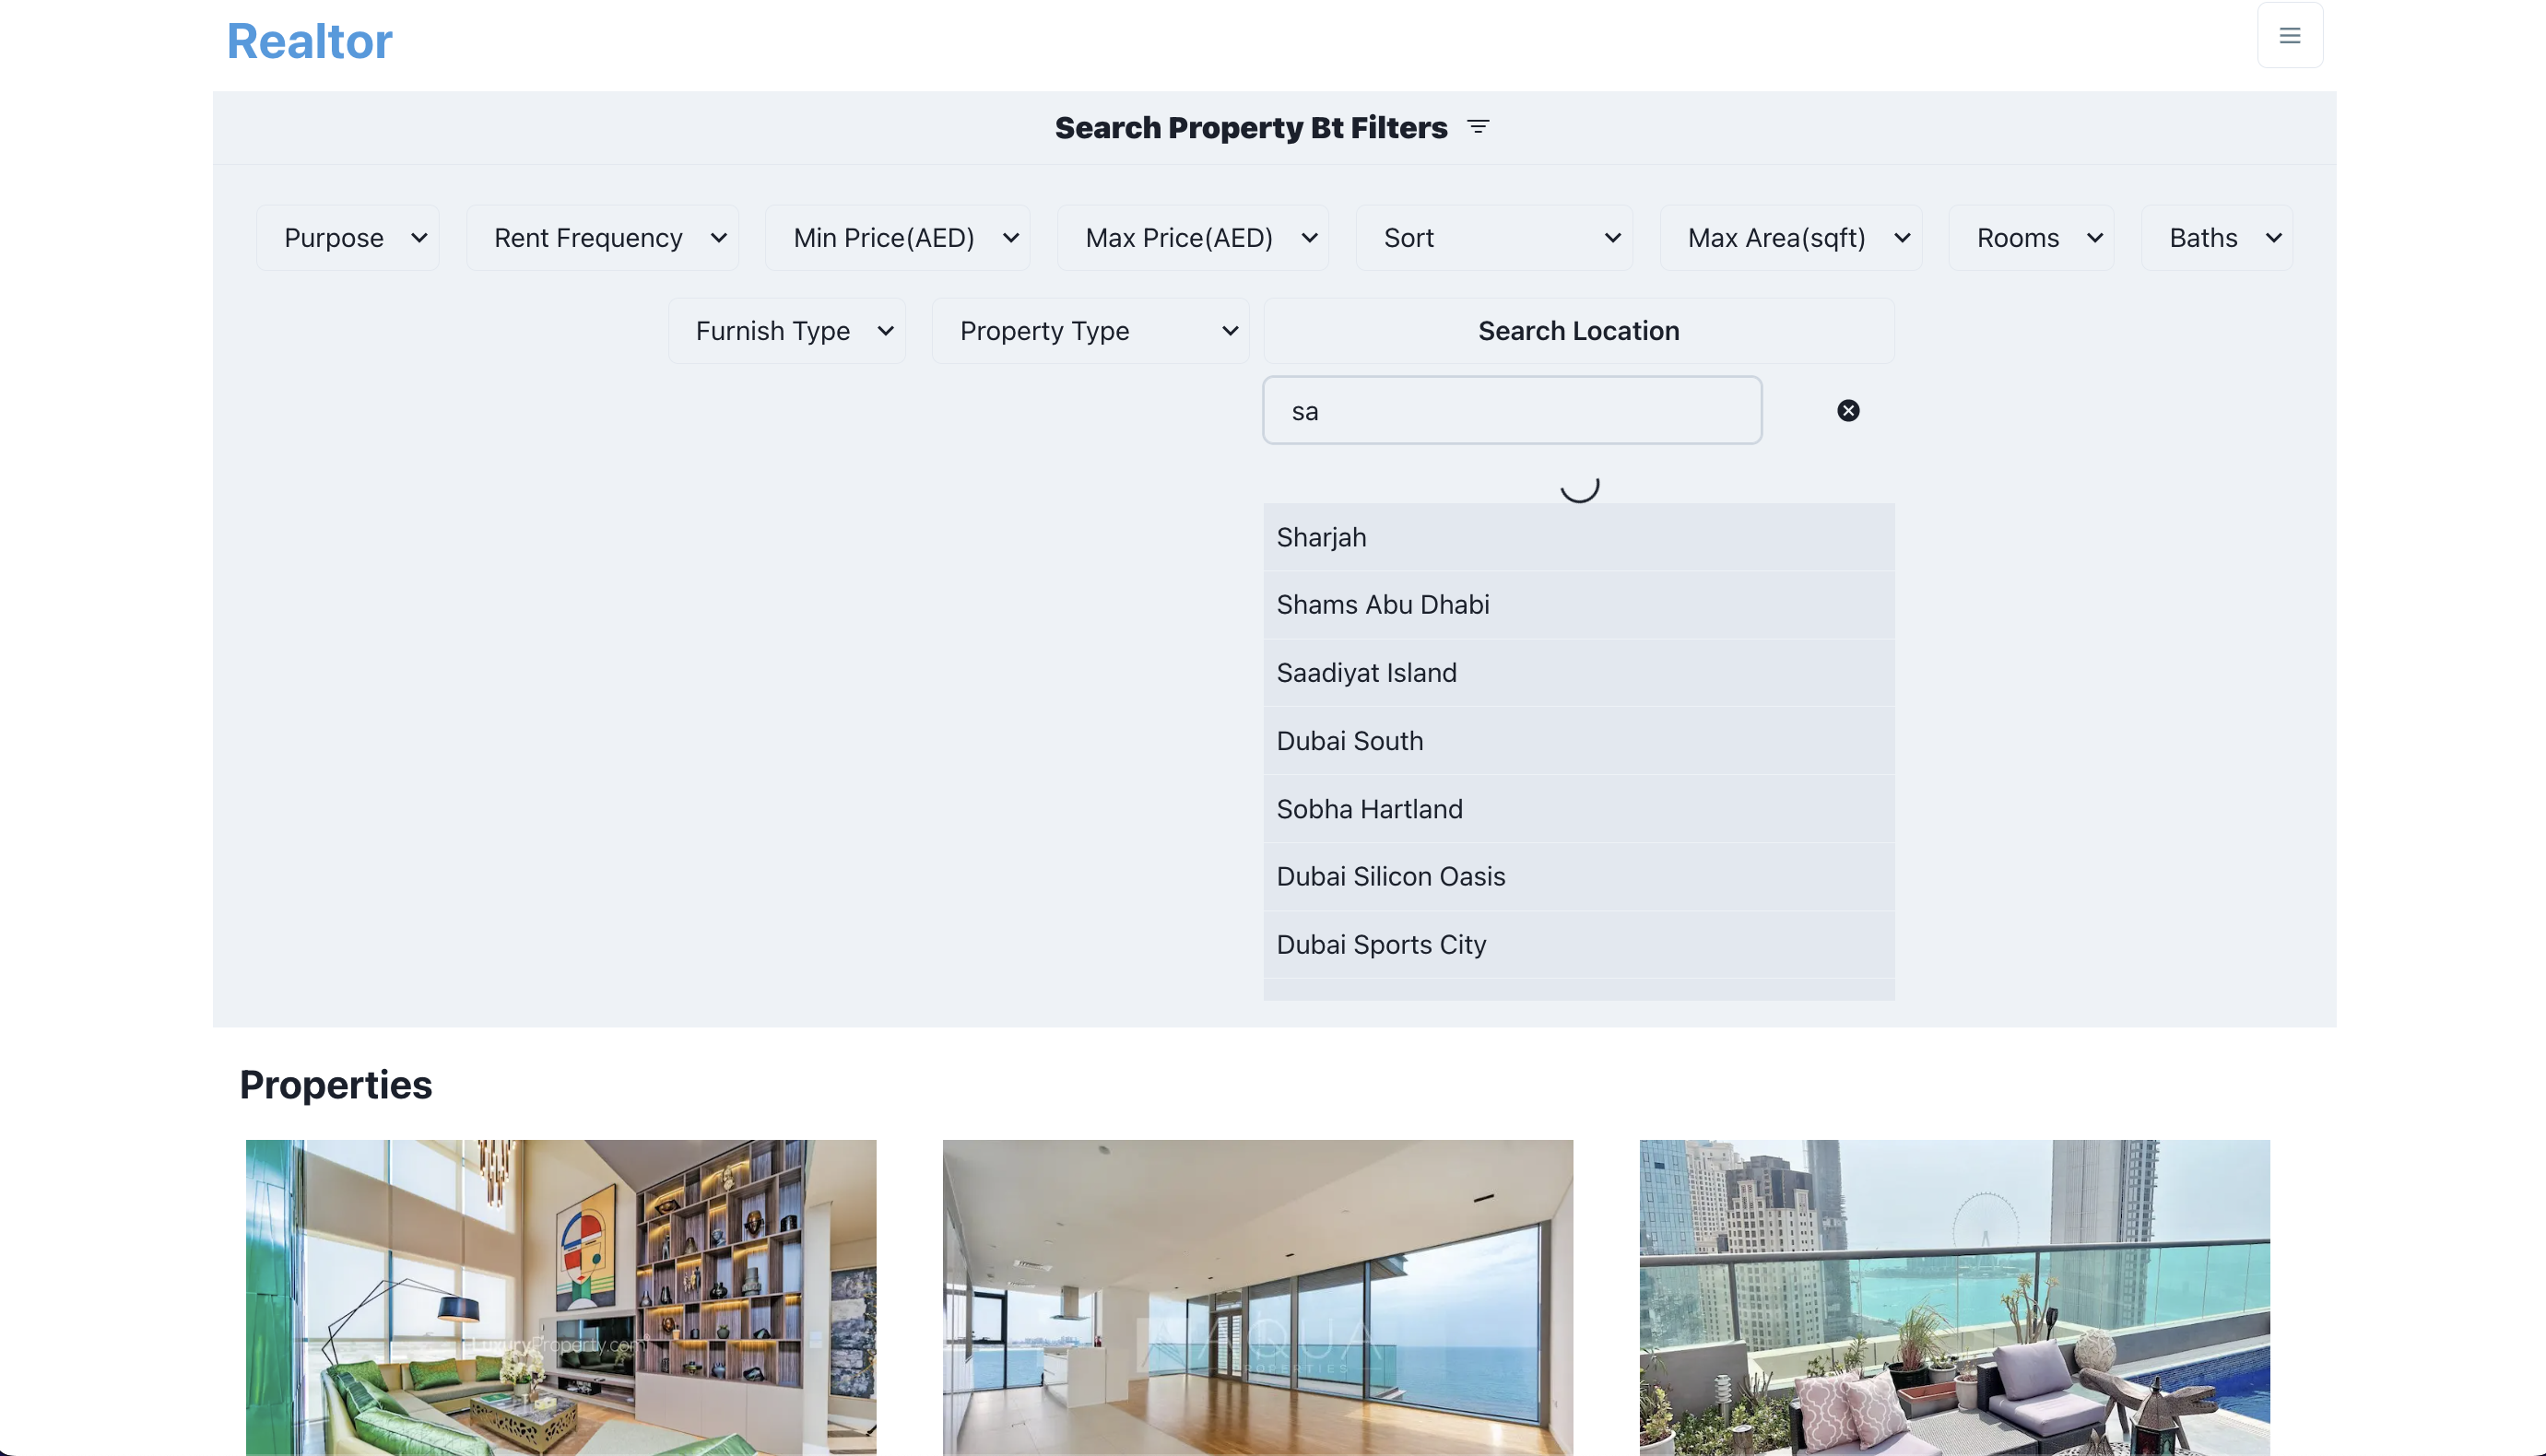 Realtor
Search Property Bt Filters
Purpose
Rent Frequency
Min Price(AED)
Max Price(AED)
Sort
Max Area(sqft)
Rooms
Baths
Furnish Type
Property Type
Search Location
sa
Sharjah
Shams Abu Dhabi
Saadiyat Island
Dubai South
Sobha Hartland
Dubai Silicon Oasis
Dubai Sports City
Properties
LuxuryProperty.com
AQUA
PROPERTIES